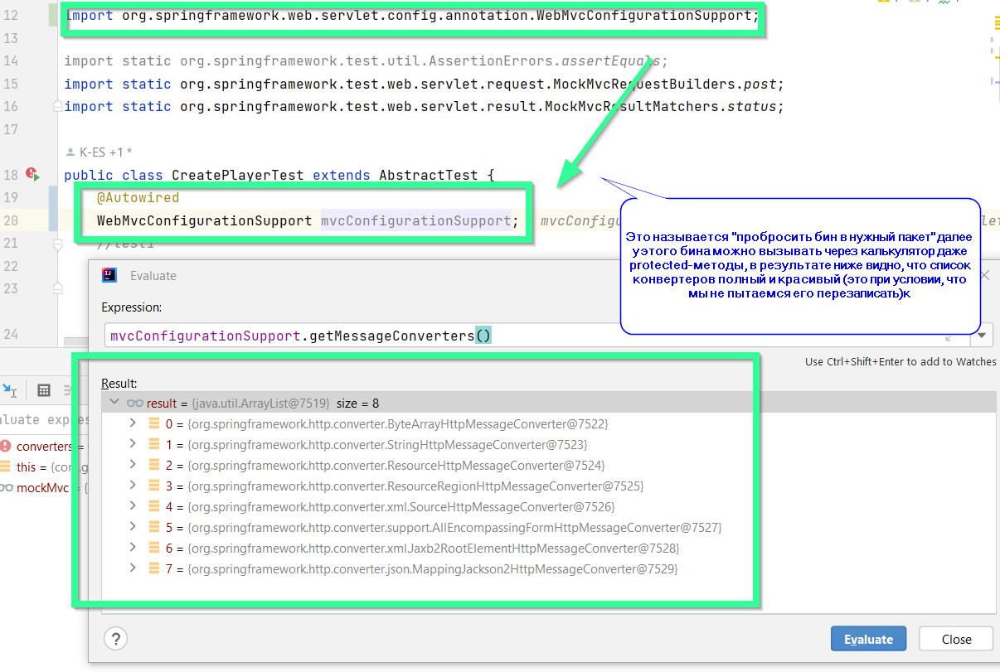 12 import org.springframework.web.servlet.config.annotation.WebMvcConfigurationSupport;
13
14 import static org.springframework.test.util.AssertionErrors.assertEquals;
15 import static org.springframework.test.web.servlet.request.MockMvcRequestBuilders.post;
16 import static org.springframework.test.web.servlet.result.MockMvcResultMatchers.status;
17
K-ES +1 *
18 public class CreatePlayerTest extends AbstractTest {
19 @Autowired
20 WebMvcConfigurationSupport mvcConfigurationSupport; mvcConfigu
21 //test1
22
23
24
Это называется "пробросить бин в нужный пакет" далее
у этого бина можно вызывать через калькулятор даже
protected-методы, в результате ниже видно, что список
конвертеров полный и красивый (это при условии, что
мы не пытаемся его перезаписать)к
Evaluate
Expression:
mvcConfigurationSupport.getMessageConverters()
Use Ctrl+Shift+Enter to add to Watches
Result:
result = {java.util.ArrayList@7519} size = 8
0 = {org.springframework.http.converter.ByteArrayHttpMessageConverter@7522}
1 = {org.springframework.http.converter.StringHttpMessageConverter@7523}
2 = {org.springframework.http.converter.ResourceHttpMessageConverter@7524}
3 = {org.springframework.http.converter.ResourceRegionHttpMessageConverter@7525}
4 = {org.springframework.http.converter.xml.SourceHttpMessageConverter@7526}
5 = {org.springframework.http.converter.support.AllEncompassingFormHttpMessageConverter@7527}
6 = {org.springframework.http.converter.xml.Jaxb2RootElementHttpMessageConverter@7528}
7 = {org.springframework.http.converter.json.MappingJackson2HttpMessageConverter@7529}
aluate expres
converters =
this = {com.g
mockMvc = {
? Evaluate Close